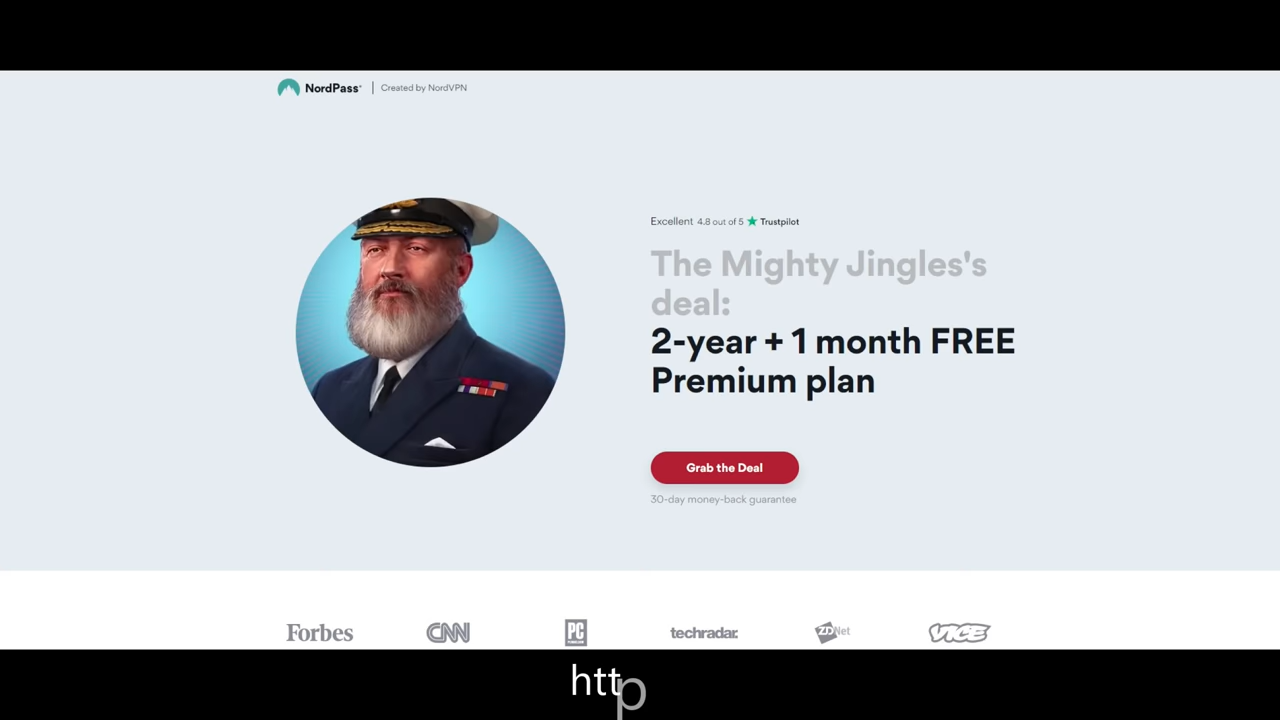 NordPass® | Created by NordVPN
Excellent 4.8 out of 5 ★ Trustpilot
The Mighty Jingles's
deal:
2-year + 1 month FREE
Premium plan
Grab the Deal
30-day money-back guarantee
Forbes CNN PC techradar. ZDNet VICE
http